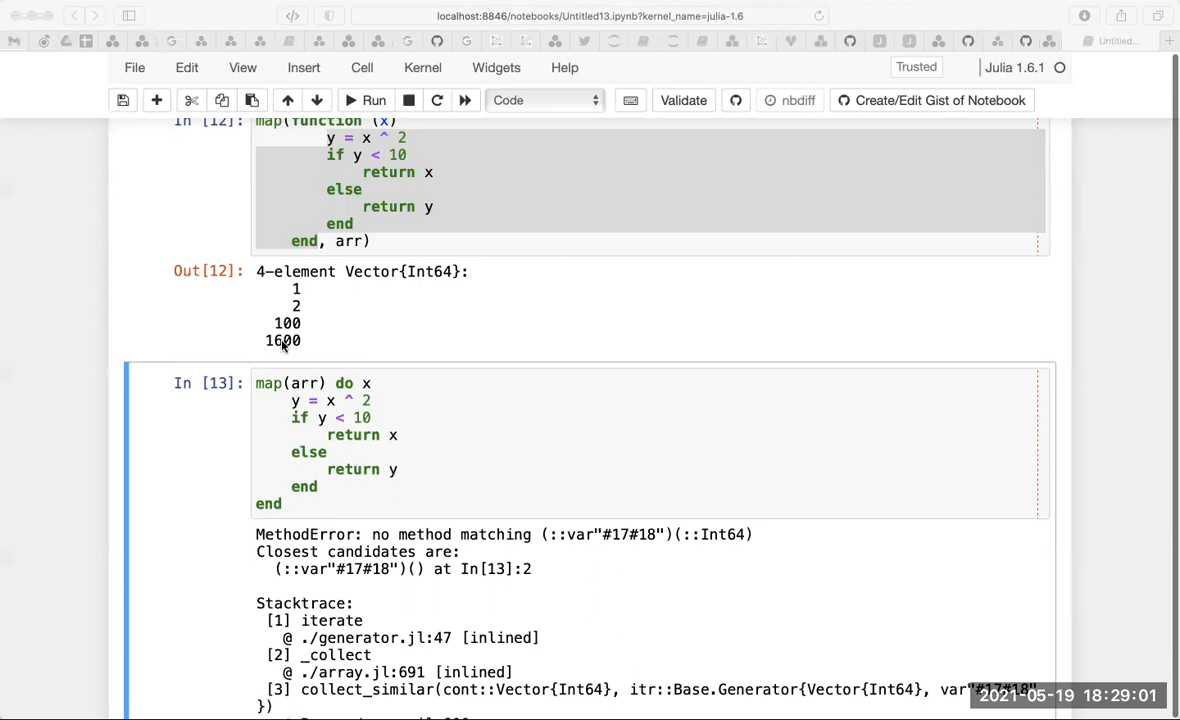 localhost:8846/notebooks/Untitled13.ipynb?kernel_name=julia-1.6
Untitled...
File Edit View Insert Cell Kernel Widgets Help Trusted Julia 1.6.1
Run Code Validate nbdiff Create/Edit Gist of Notebook
In [12]: map(function (x)
y = x ^ 2
if y < 10
return x
else
return y
end
end, arr)
Out[12]: 4-element Vector{Int64}:
1
2
100
1600
In [13]: map(arr) do x
y = x ^ 2
if y < 10
return x
else
return y
end
end
MethodError: no method matching (::var"#17#18")(::Int64)
Closest candidates are:
(::var"#17#18")() at In[13]:2
Stacktrace:
[1] iterate
@ ./generator.jl:47 [inlined]
[2] _collect
@ ./array.jl:691 [inlined]
[3] collect_similar(cont::Vector{Int64}, itr::Base.Generator{Vector{Int64}, var"#17#18"
})
2021-05-19 18:29:01